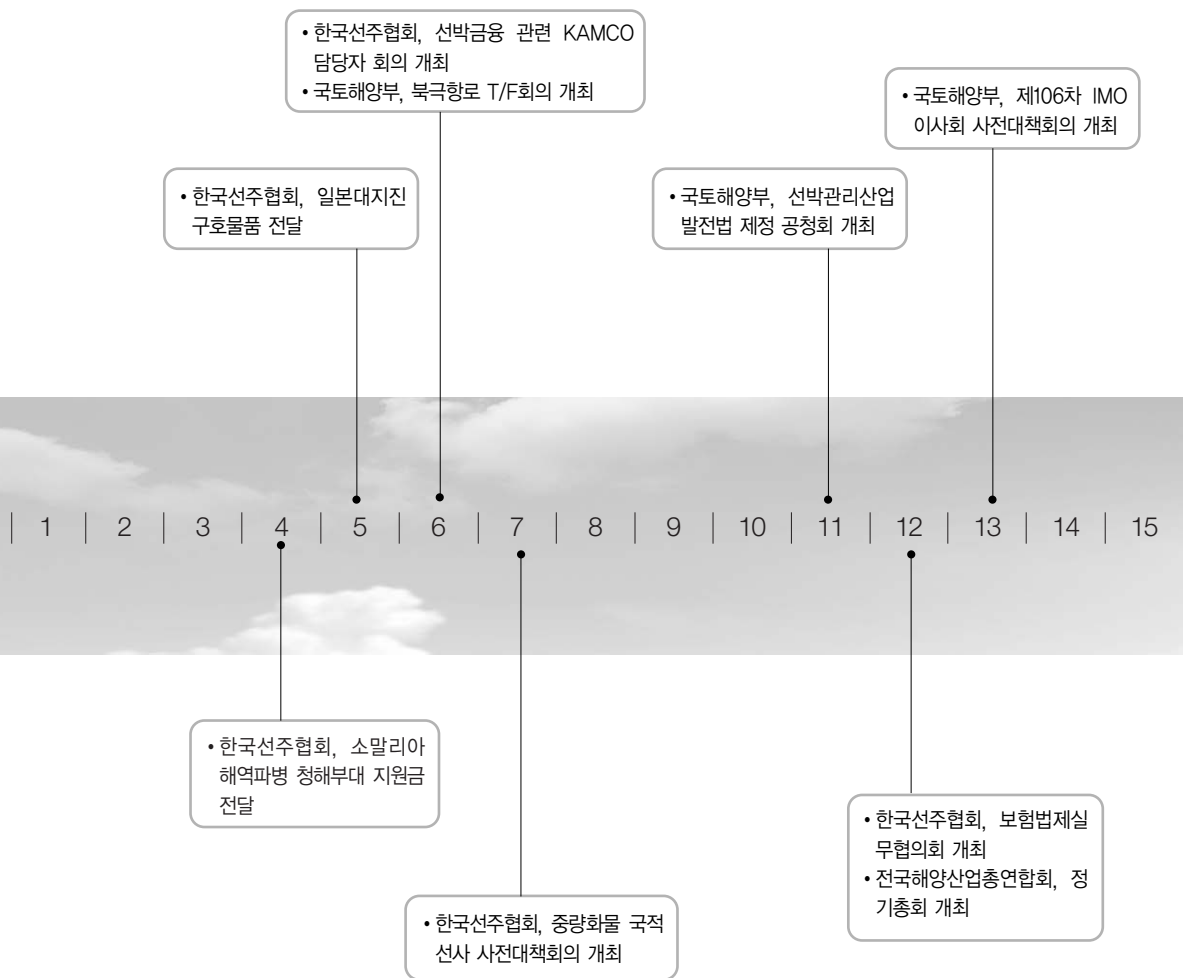 • 한국선주협회, 선박금융 관련 KAMCO
담당자 회의 개최
• 국토해양부, 북극항로 T/F회의 개최
• 국토해양부, 제106차 IMO
이사회 사전대책회의 개최
• 한국선주협회, 일본대지진
구호물품 전달
• 국토해양부, 선박관리산업
발전법 제정 공청회 개최
1 2 3 4 5 6 7 8 9 10 11 12 13 14 15
• 한국선주협회, 소말리아
해역파병 청해부대 지원금
전달
• 한국선주협회, 보험법제실
무협의회 개최
• 전국해양산업총연합회, 정
기총회 개최
• 한국선주협회, 중량화물 국적
선사 사전대책회의 개최